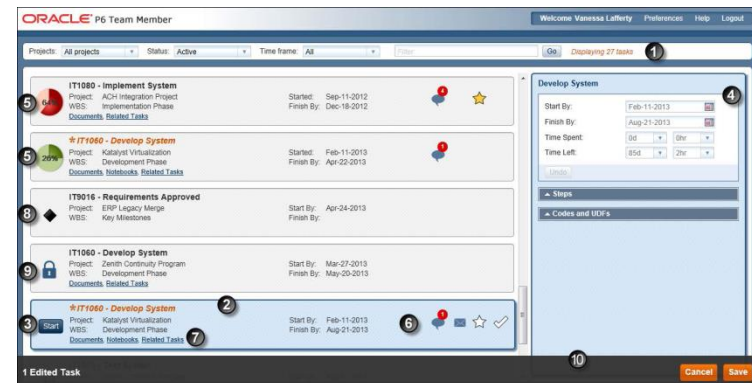 ORACLE P6 Team Member
Welcome Vanessa Lafferty Preferences Help Logout
Projects: All projects Status: Active Time frame: All Filter Go Displaying 27 tasks 1
5 64% IT1080 - Implement System
Project: ACH Integration Project Started: Sep-11-2012 4
WBS: Implementation Phase Finish By: Dec-18-2012
Documents, Related Tasks
5 26% *IT1060 - Develop System
Project: Katalyst Virtualization Started: Feb-11-2013
WBS: Development Phase Finish By: Apr-22-2013
Documents, Notebooks, Related Tasks
8 IT9016 - Requirements Approved
Project: ERP Legacy Merge Start By: Apr-24-2013
WBS: Key Milestones Finish By:
9 IT1060 - Develop System
Project: Zenith Continuity Program Start By: Mar-27-2013
WBS: Development Phase Finish By: May-20-2013
Documents, Related Tasks
3 Start *IT1060 - Develop System 2
Project: Katalyst Virtualization Start By: Feb-11-2013 6
WBS: Development Phase Finish By: Aug-21-2013
Documents, Notebooks, Related Tasks 7
Develop System 4
Start By: Feb-11-2013
Finish By: Aug-21-2013
Time Spent: 0d 0hr
Time Left: 85d 2hr
Undo
Steps
Codes and UDFs
1 Edited Task 10 Cancel Save